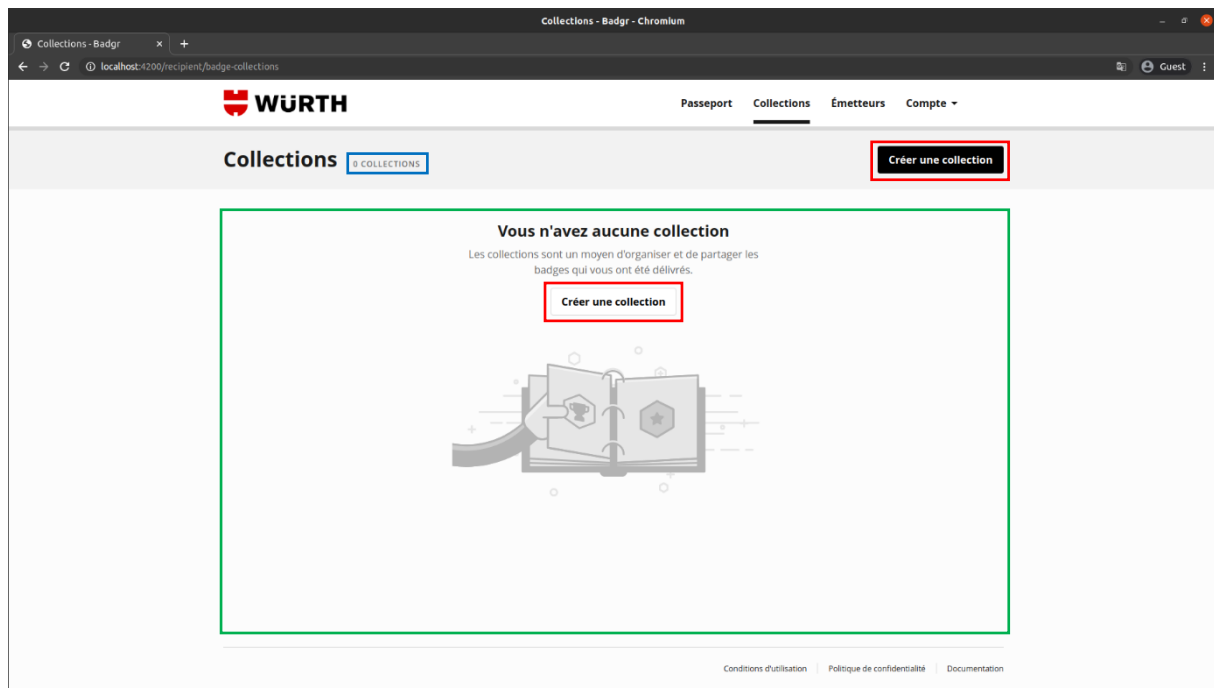 Collections - Badgr - Chromium
Collections - Badgr
localhost:4200/recipient/badge-collections
Guest
WÜRTH
Passeport
Collections
Émetteurs
Compte
Collections
0 COLLECTIONS
Créer une collection
Vous n'avez aucune collection
Les collections sont un moyen d'organiser et de partager les
badges qui vous ont été délivrés.
Créer une collection
Conditions d'utilisation
Politique de confidentialité
Documentation